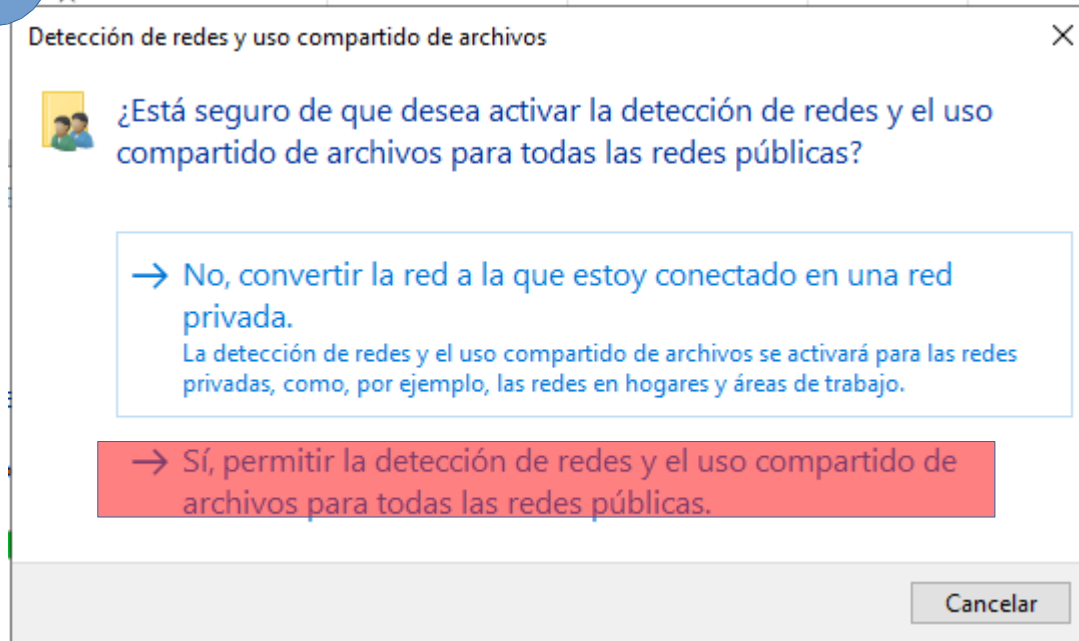 Detección de redes y uso compartido de archivos
¿Está seguro de que desea activar la detección de redes y el uso
compartido de archivos para todas las redes públicas?
No, convertir la red a la que estoy conectado en una red
privada.
La detección de redes y el uso compartido de archivos se activará para las redes
privadas, como, por ejemplo, las redes en hogares y áreas de trabajo.
Sí, permitir la detección de redes y el uso compartido de
archivos para todas las redes públicas.
Cancelar